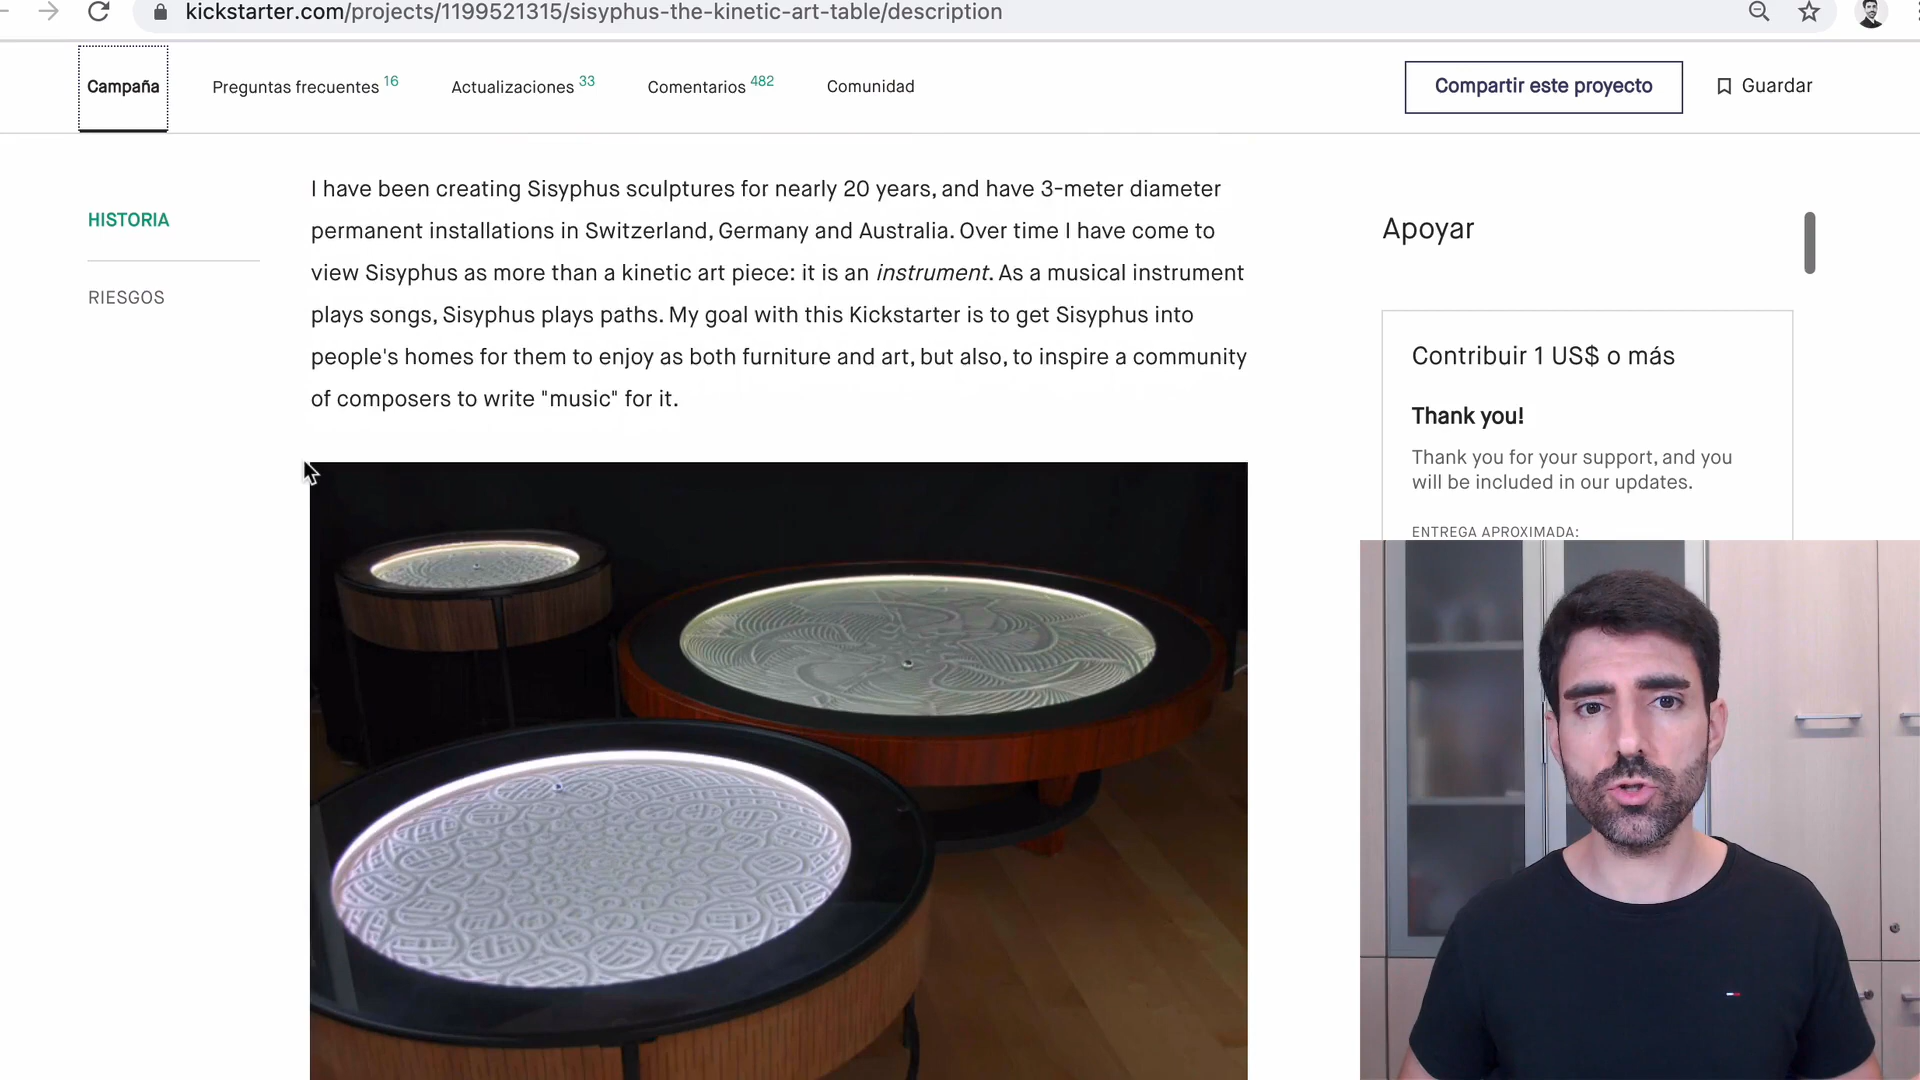 kickstarter.com/projects/1199521315/sisyphus-the-kinetic-art-table/description
Campaña
Preguntas frecuentes 16
Actualizaciones 33
Comentarios 482
Comunidad
Compartir este proyecto
Guardar
HISTORIA
RIESGOS
I have been creating Sisyphus sculptures for nearly 20 years, and have 3-meter diameter
permanent installations in Switzerland, Germany and Australia. Over time I have come to
view Sisyphus as more than a kinetic art piece: it is an instrument. As a musical instrument
plays songs, Sisyphus plays paths. My goal with this Kickstarter is to get Sisyphus into
people's homes for them to enjoy as both furniture and art, but also, to inspire a community
of composers to write "music" for it.
Apoyar
Contribuir 1 US$ o más
Thank you!
Thank you for your support, and you
will be included in our updates.
ENTREGA APROXIMADA: